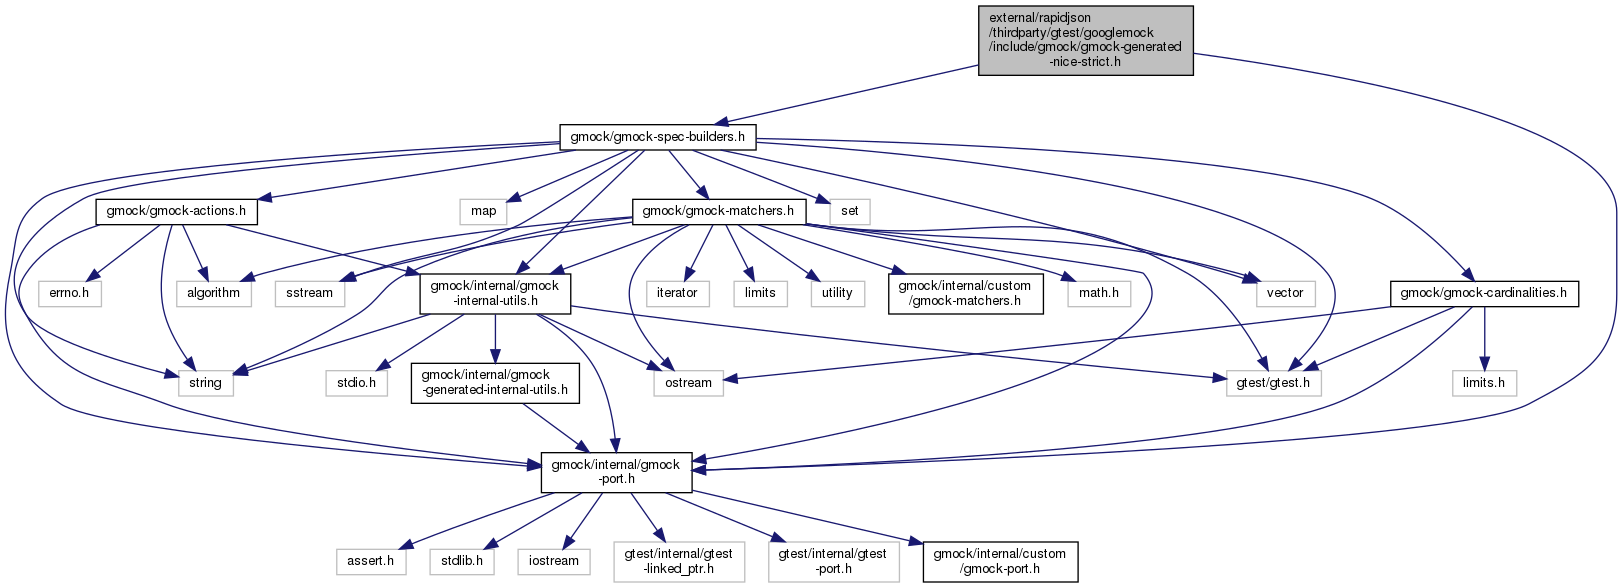 external/rapidjson
/thirdparty/gtest/googlemock
/include/gmock/gmock-generated
-nice-strict.h
gmock/gmock-spec-builders.h
gmock/gmock-actions.h
map
gmock/gmock-matchers.h
set
errno.h
algorithm
sstream
gmock/internal/gmock
-internal-utils.h
iterator
limits
utility
gmock/internal/custom
/gmock-matchers.h
math.h
vector
gmock/gmock-cardinalities.h
string
stdio.h
gmock/internal/gmock
-generated-internal-utils.h
ostream
gtest/gtest.h
limits.h
gmock/internal/gmock
-port.h
assert.h
stdlib.h
iostream
gtest/internal/gtest
-linked_ptr.h
gtest/internal/gtest
-port.h
gmock/internal/custom
/gmock-port.h